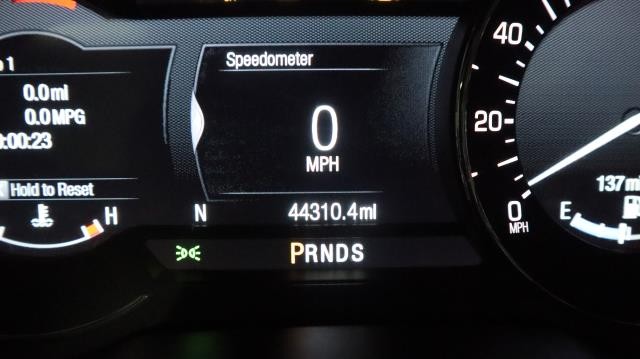 1
0.0mi
0.0MPG
0:00:23
Hold to Reset
H
Speedometer
0
MPH
N
44310.4mi
PRNDS
40
20
0
MPH
137mi
E